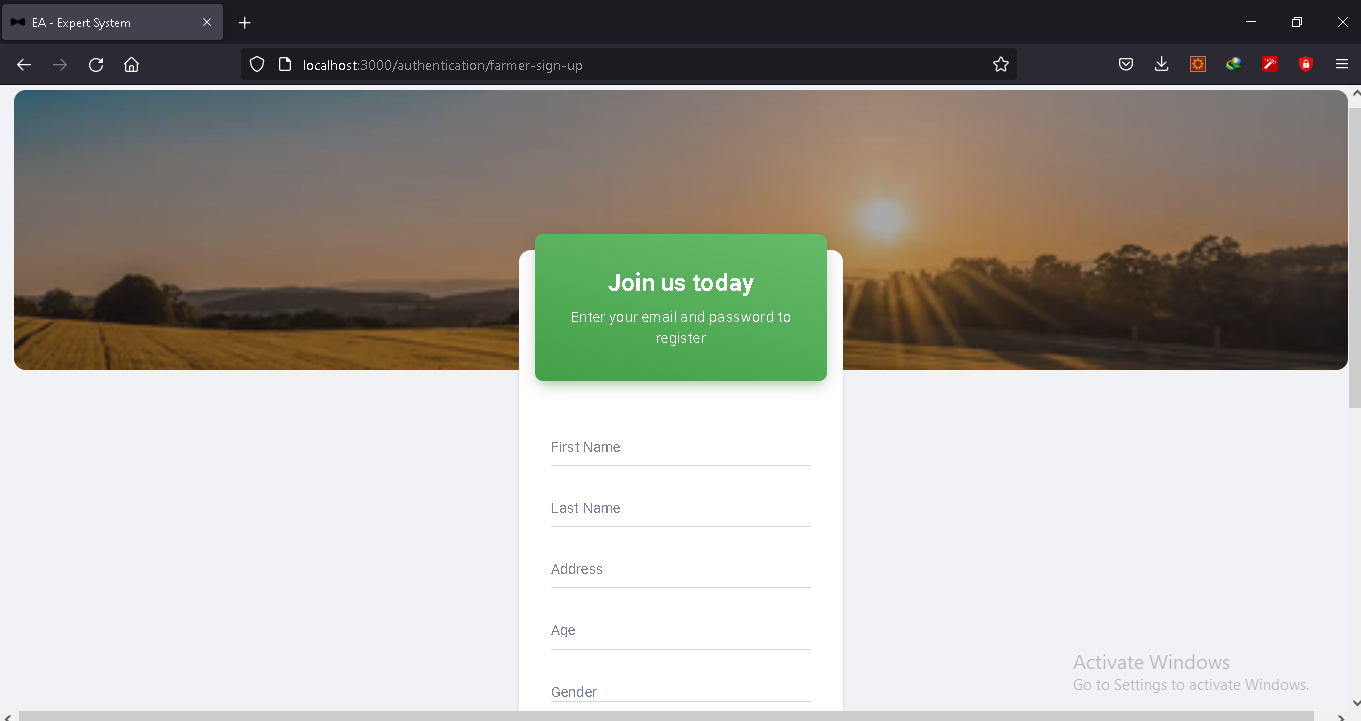 EA - Expert System
localhost:3000/authentication/farmer-sign-up
Join us today
Enter your email and password to
register
First Name
Last Name
Address
Age
Gender
Activate Windows
Go to Settings to activate Windows.